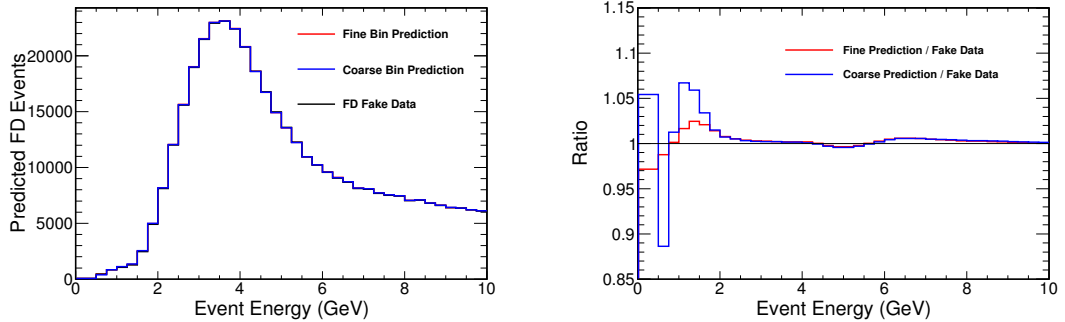 Predicted FD Events
20000
15000
10000
5000
0
Fine Bin Prediction
Coarse Bin Prediction
FD Fake Data
0 2 4 6 8 10
Event Energy (GeV)
Ratio
1.15
1.1
1.05
1
0.95
0.9
0.85
Fine Prediction / Fake Data
Coarse Prediction / Fake Data
0 2 4 6 8 10
Event Energy (GeV)